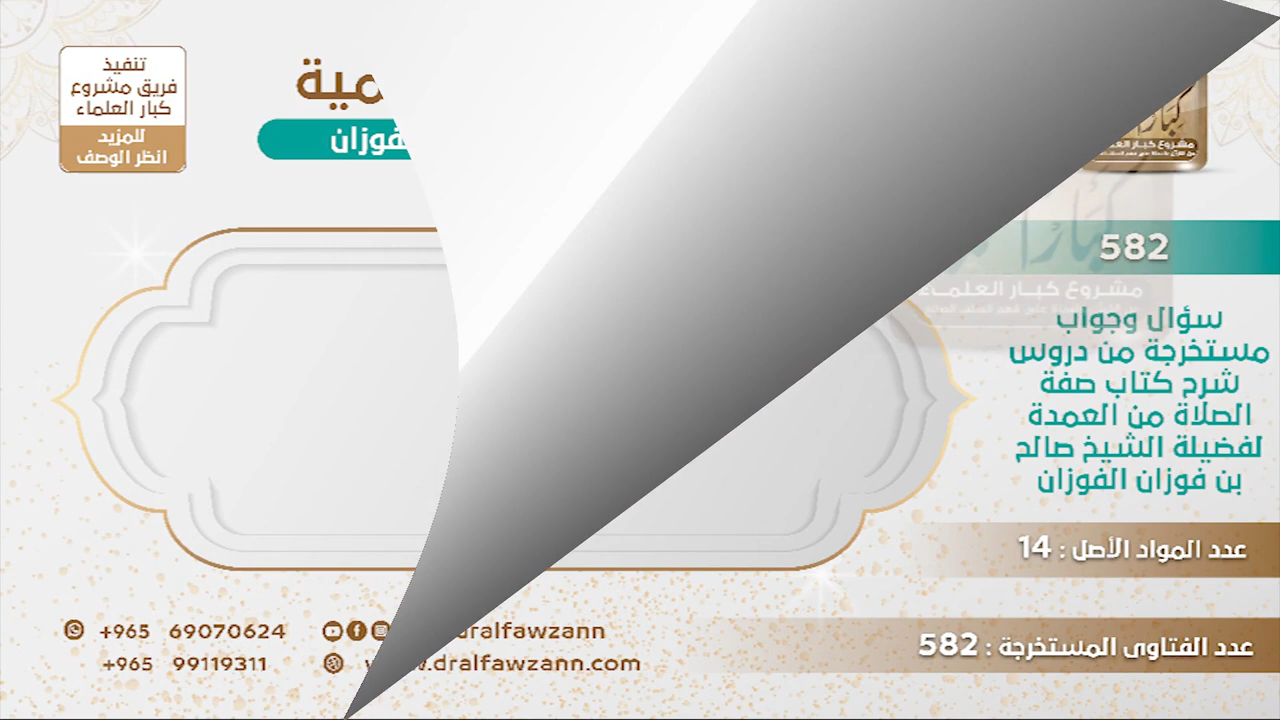 تنفيذ
فريق مشروع
كبار العلماء
للمزيد
انظر الوصف
مشروع كبار العلماء
582
سؤال وجواب
مستخرجة من دروس
شرح كتاب صفة
الصلاة من العمدة
لفضيلة الشيخ صالح
بن فوزان الفوزان
عدد المواد الأصل : 14
عدد الفتاوى المستخرجة : 582
+965 69070624
dralfawzann
+965 99119311
www.dralfawzann.com